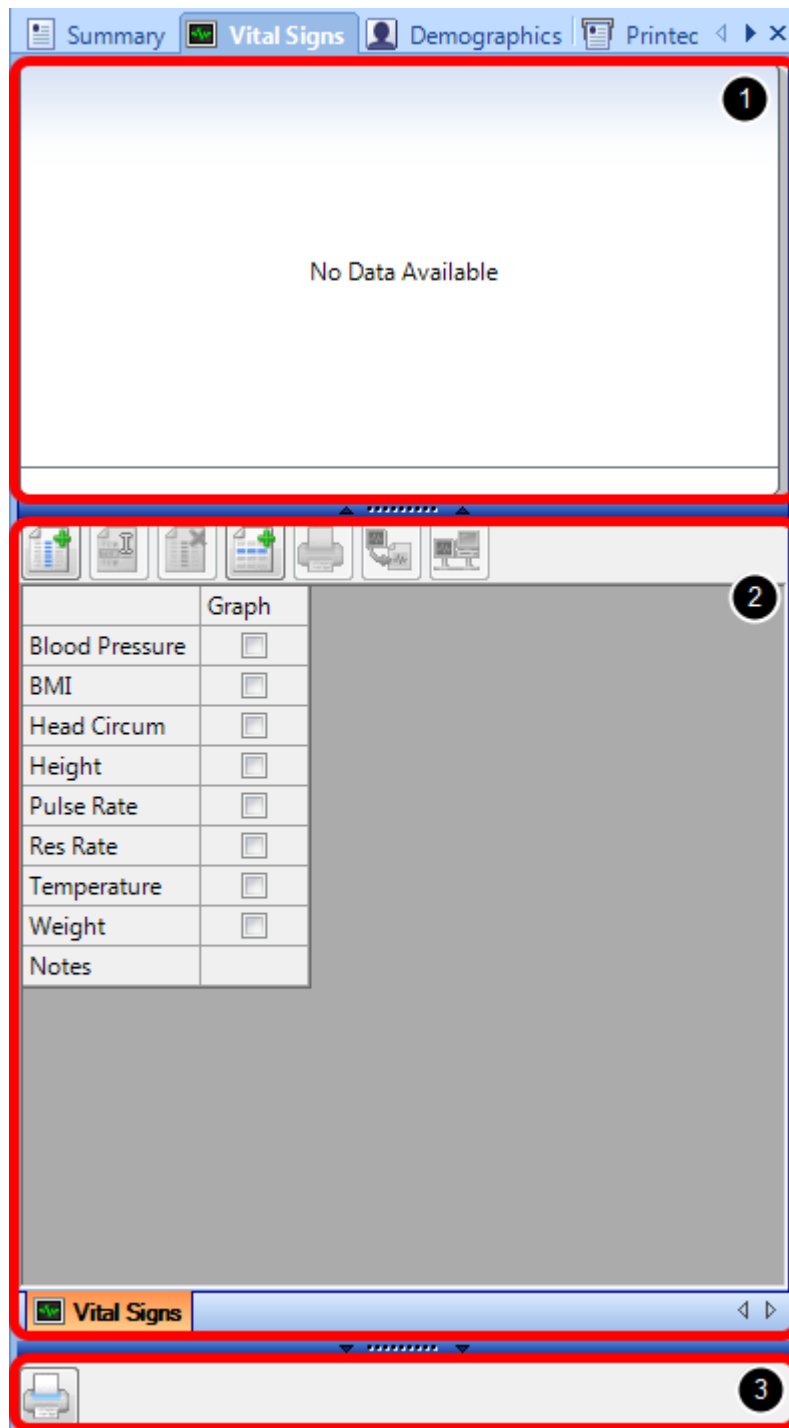 Summary Vital Signs Demographics Printec
1
No Data Available
2
Graph
Blood Pressure
BMI
Head Circum
Height
Pulse Rate
Res Rate
Temperature
Weight
Notes
Vital Signs
3